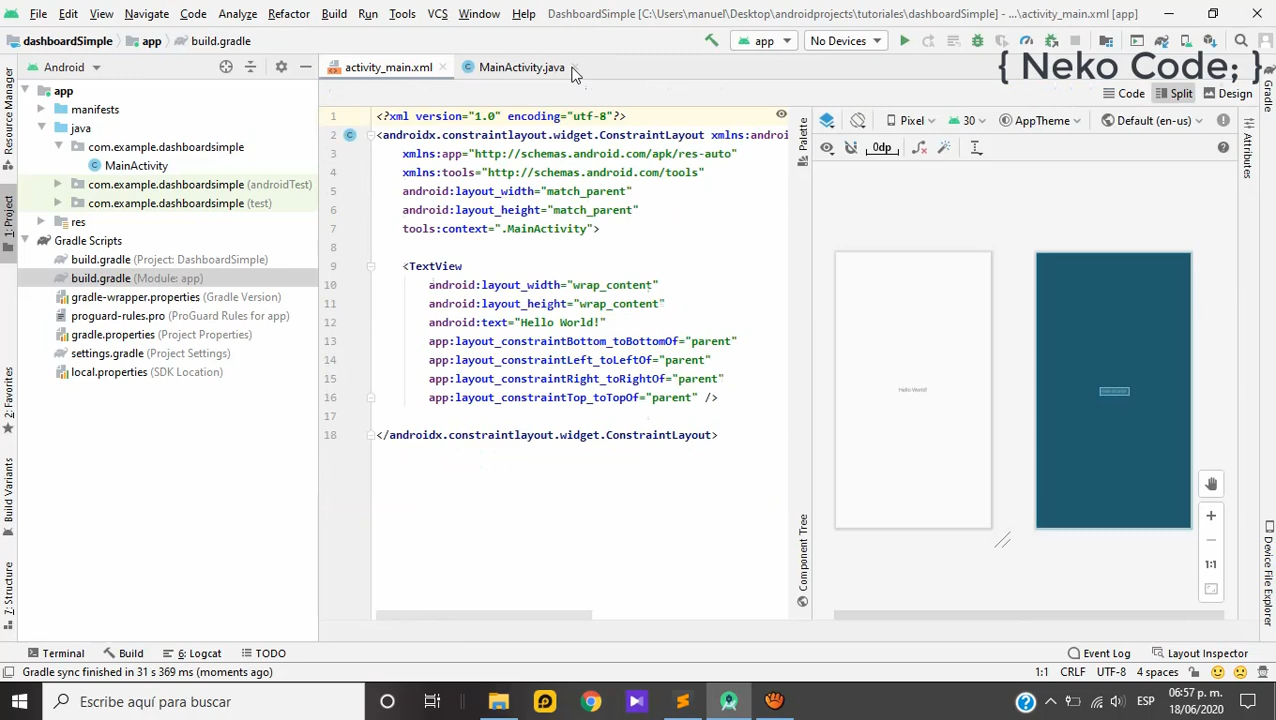 File Edit View Navigate Code Analyze Refactor Build Run Tools VCS Window Help DashboardSimple [C:\Users\manuel\Desktop\androidprojects\tutoriales\dashboardSimple] - ...\activity_main.xml [app]
dashboardSimple app build.gradle app No Devices
{ Neko Code; }
Android activity_main.xml MainActivity.java
Code Split Design
app
manifests
java
com.example.dashboardsimple
MainActivity
com.example.dashboardsimple (androidTest)
com.example.dashboardsimple (test)
res
Gradle Scripts
build.gradle (Project: DashboardSimple)
build.gradle (Module: app)
gradle-wrapper.properties (Gradle Version)
proguard-rules.pro (ProGuard Rules for app)
gradle.properties (Project Properties)
settings.gradle (Project Settings)
local.properties (SDK Location)
Resource Manager
1: Project
2: Favorites
Build Variants
7: Structure
1 <?xml version="1.0" encoding="utf-8"?>
2 <androidx.constraintlayout.widget.ConstraintLayout xmlns:androi
3 xmlns:app="http://schemas.android.com/apk/res-auto"
4 xmlns:tools="http://schemas.android.com/tools"
5 android:layout_width="match_parent"
6 android:layout_height="match_parent"
7 tools:context=".MainActivity">
8
9 <TextView
10 android:layout_width="wrap_content"
11 android:layout_height="wrap_content"
12 android:text="Hello World!"
13 app:layout_constraintBottom_toBottomOf="parent"
14 app:layout_constraintLeft_toLeftOf="parent"
15 app:layout_constraintRight_toRightOf="parent"
16 app:layout_constraintTop_toTopOf="parent" />
17
18 </androidx.constraintlayout.widget.ConstraintLayout>
Palette
Component Tree
Pixel 30 AppTheme Default (en-us)
0dp
Hello World!
1:1
Attributes
Gradle
Device File Explorer
Terminal Build 6: Logcat TODO Event Log Layout Inspector
Gradle sync finished in 31 s 369 ms (moments ago) 1:1 CRLF UTF-8 4 spaces
Escribe aquí para buscar
ESP
06:57 p. m.
18/06/2020